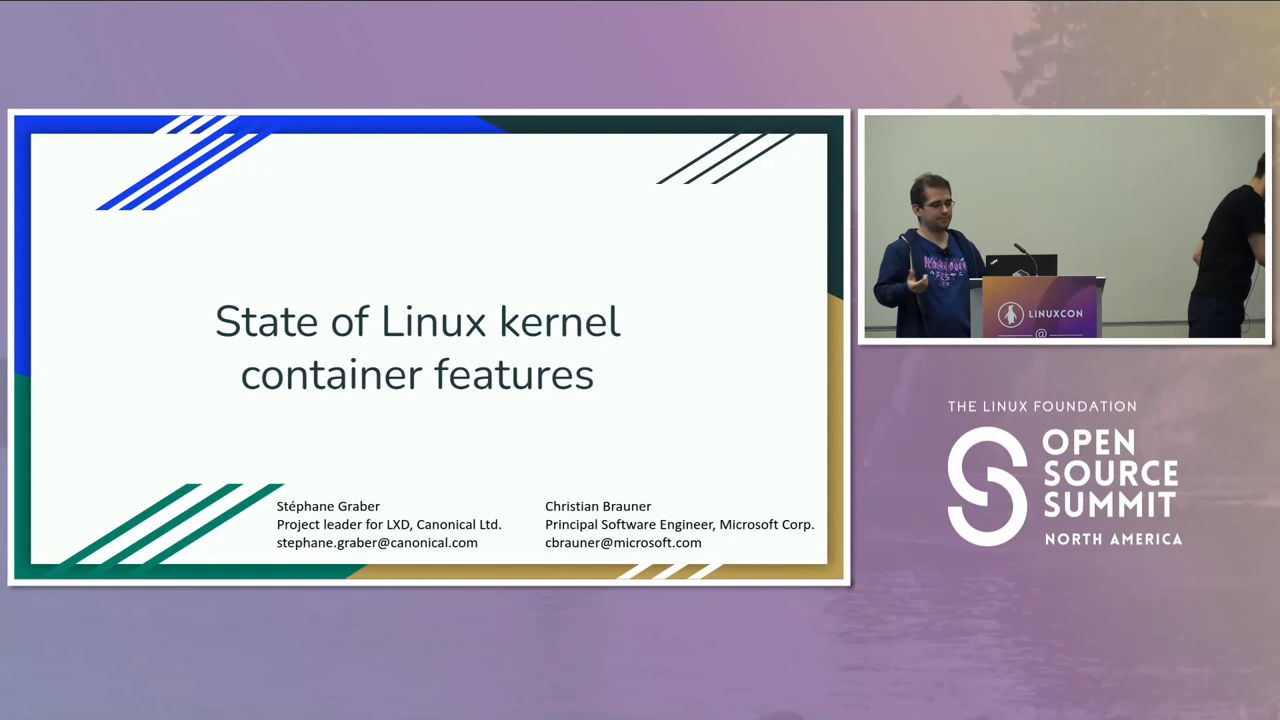 State of Linux kernel
container features
Stéphane Graber
Project leader for LXD, Canonical Ltd.
stephane.graber@canonical.com
Christian Brauner
Principal Software Engineer, Microsoft Corp.
cbrauner@microsoft.com
LINUXCON
@
THE LINUX FOUNDATION
OPEN
SOURCE
SUMMIT
NORTH AMERICA